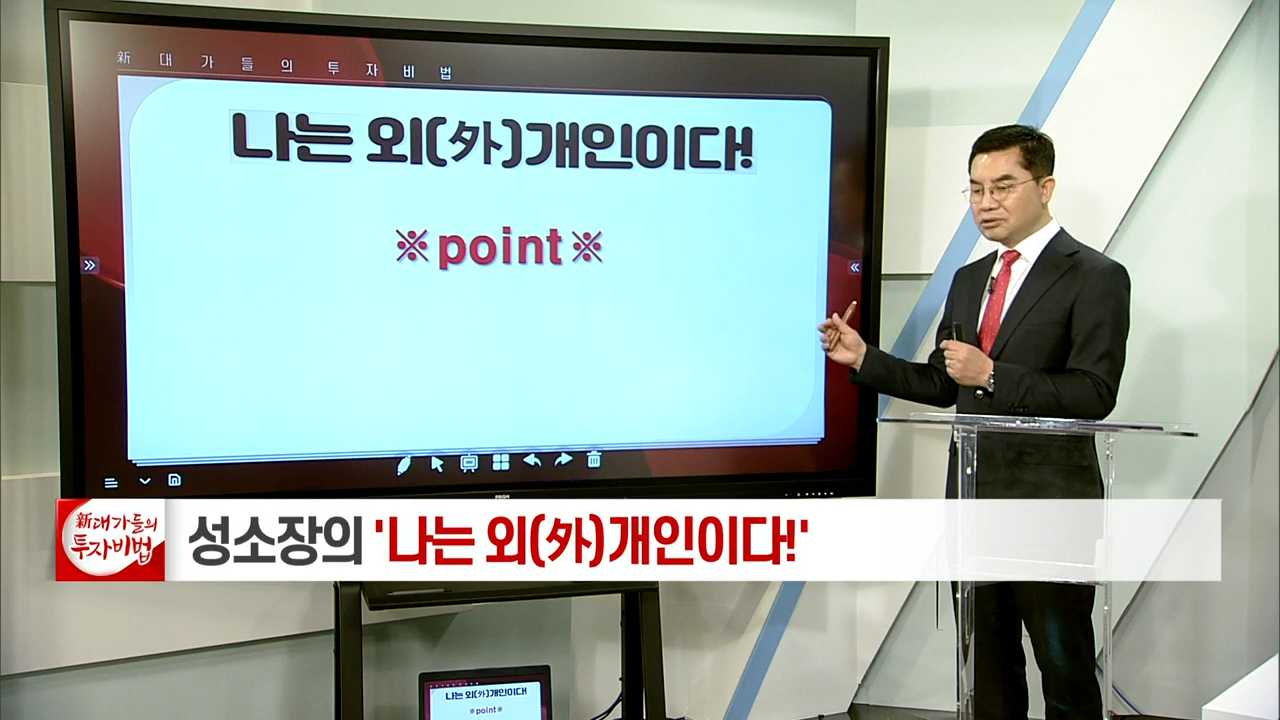 新 대 가 들 의 투 자 비 법
나는 외(外)개인이다!
※point※
新대가들의
투자비법
성소장의 '나는 외(外)개인이다!'
나는 외(外)개인이다!
※point※